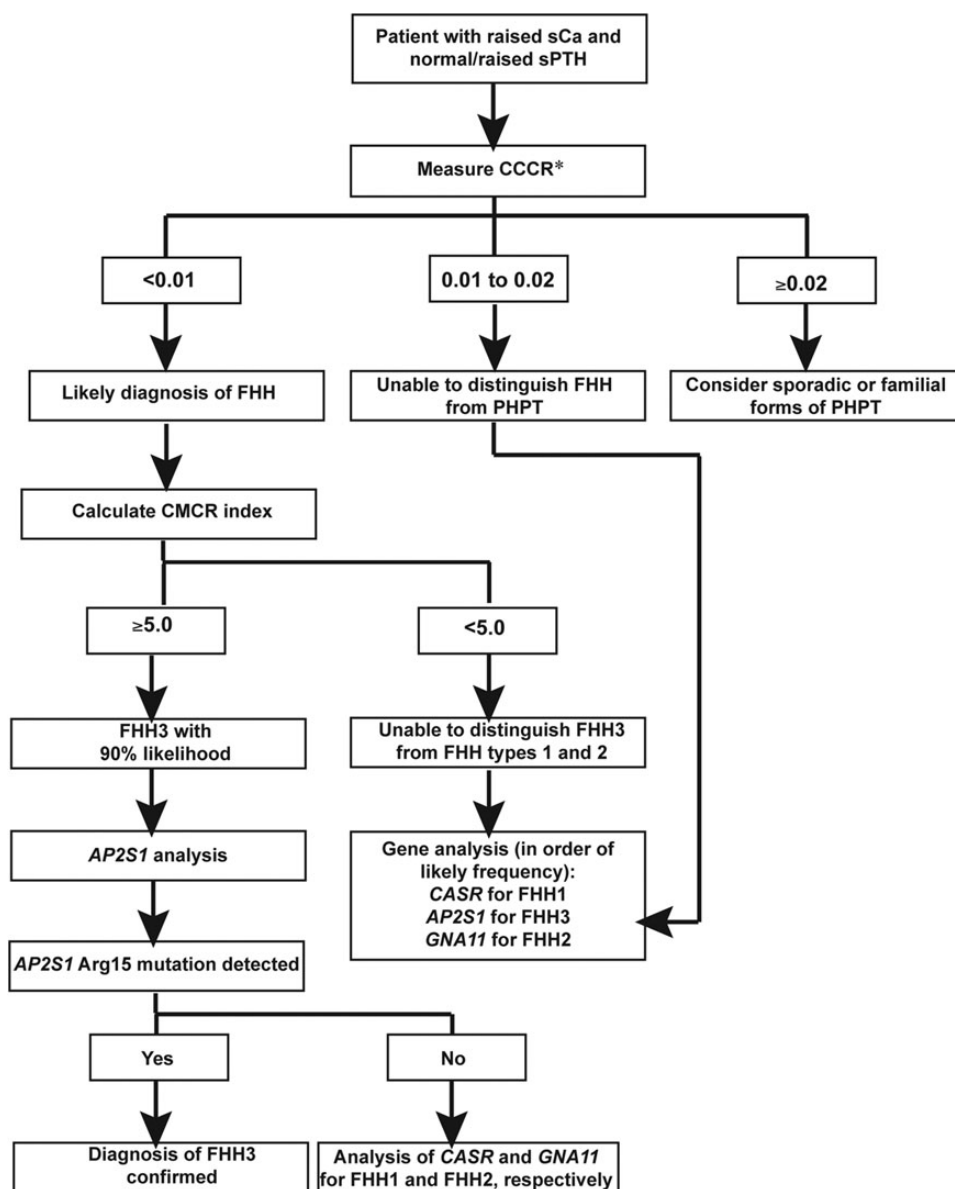 Patient with raised sCa and
normal/raised sPTH
Measure CCCR*
<0.01
0.01 to 0.02
≥0.02
Likely diagnosis of FHH
Unable to distinguish FHH
from PHPT
Consider sporadic or familial
forms of PHPT
Calculate CMCR index
≥5.0
<5.0
FHH3 with
90% likelihood
Unable to distinguish FHH3
from FHH types 1 and 2
AP2S1 analysis
Gene analysis (in order of
likely frequency):
CASR for FHH1
AP2S1 for FHH3
GNA11 for FHH2
AP2S1 Arg15 mutation detected
Yes
No
Diagnosis of FHH3
confirmed
Analysis of CASR and GNA11
for FHH1 and FHH2, respectively